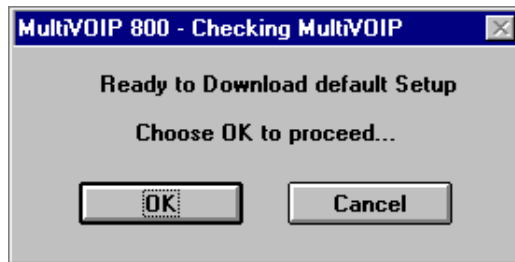 MultiVOIP 800 - Checking MultiVOIP
Ready to Download default Setup
Choose OK to proceed...
OK
Cancel